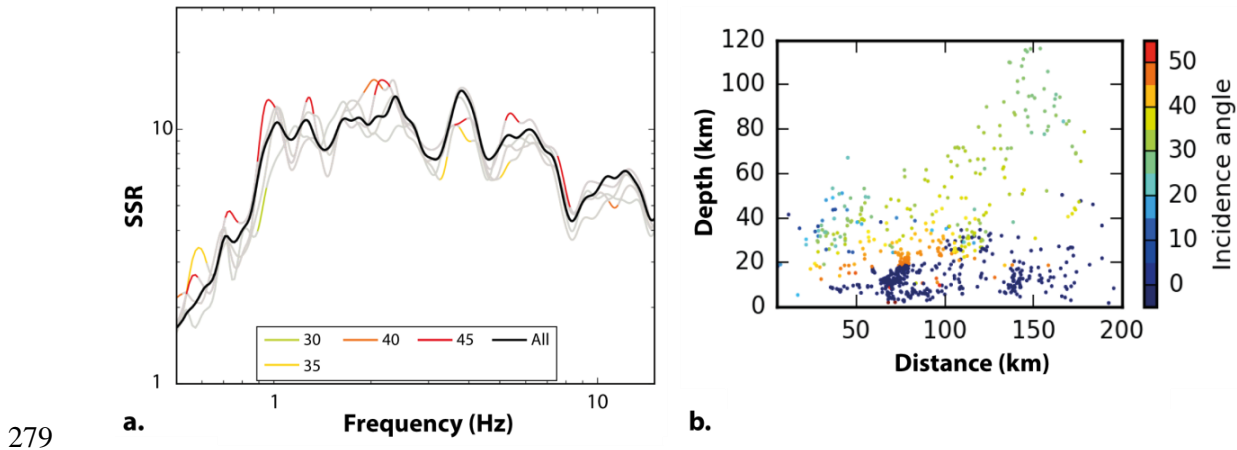 10
1
SSR
30 40 45 All
35
1 10
Frequency (Hz)
a.
120
100
80
60
40
20
0
Depth (km)
50 100 150 200
Distance (km)
b.
50
40
30
20
10
0
Incidence angle
279